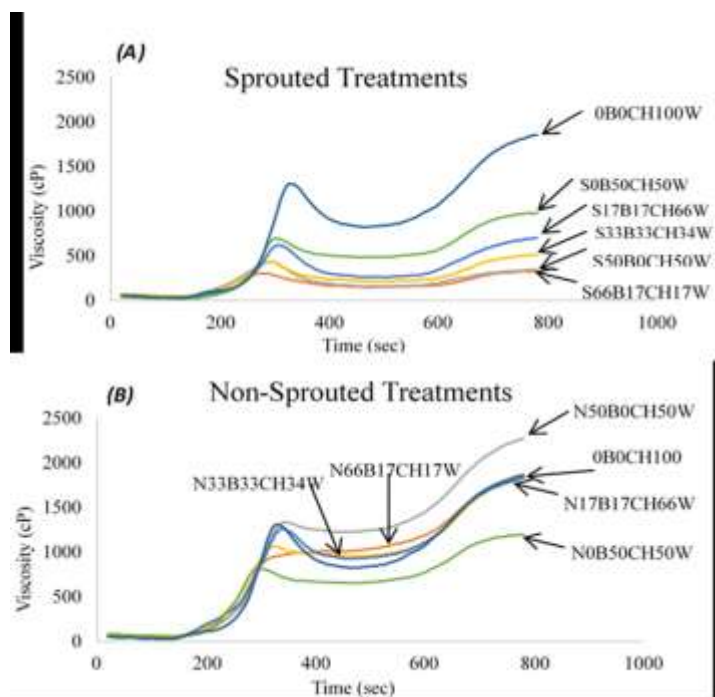 (A)
Sprouted Treatments
2500
2000
1500
1000
500
0
Viscosity (cP)
0
200
400
600
800
1000
Time (sec)
0B0CH100W
S0B50CH50W
S17B17CH66W
S33B33CH34W
S50B0CH50W
S66B17CH17W
(B)
Non-Sprouted Treatments
2500
2000
1500
1000
500
0
Viscosity (cP)
0
200
400
600
800
1000
Time (sec)
N33B33CH34W
N66B17CH17W
N50B0CH50W
0B0CH100
N17B17CH66W
N0B50CH50W